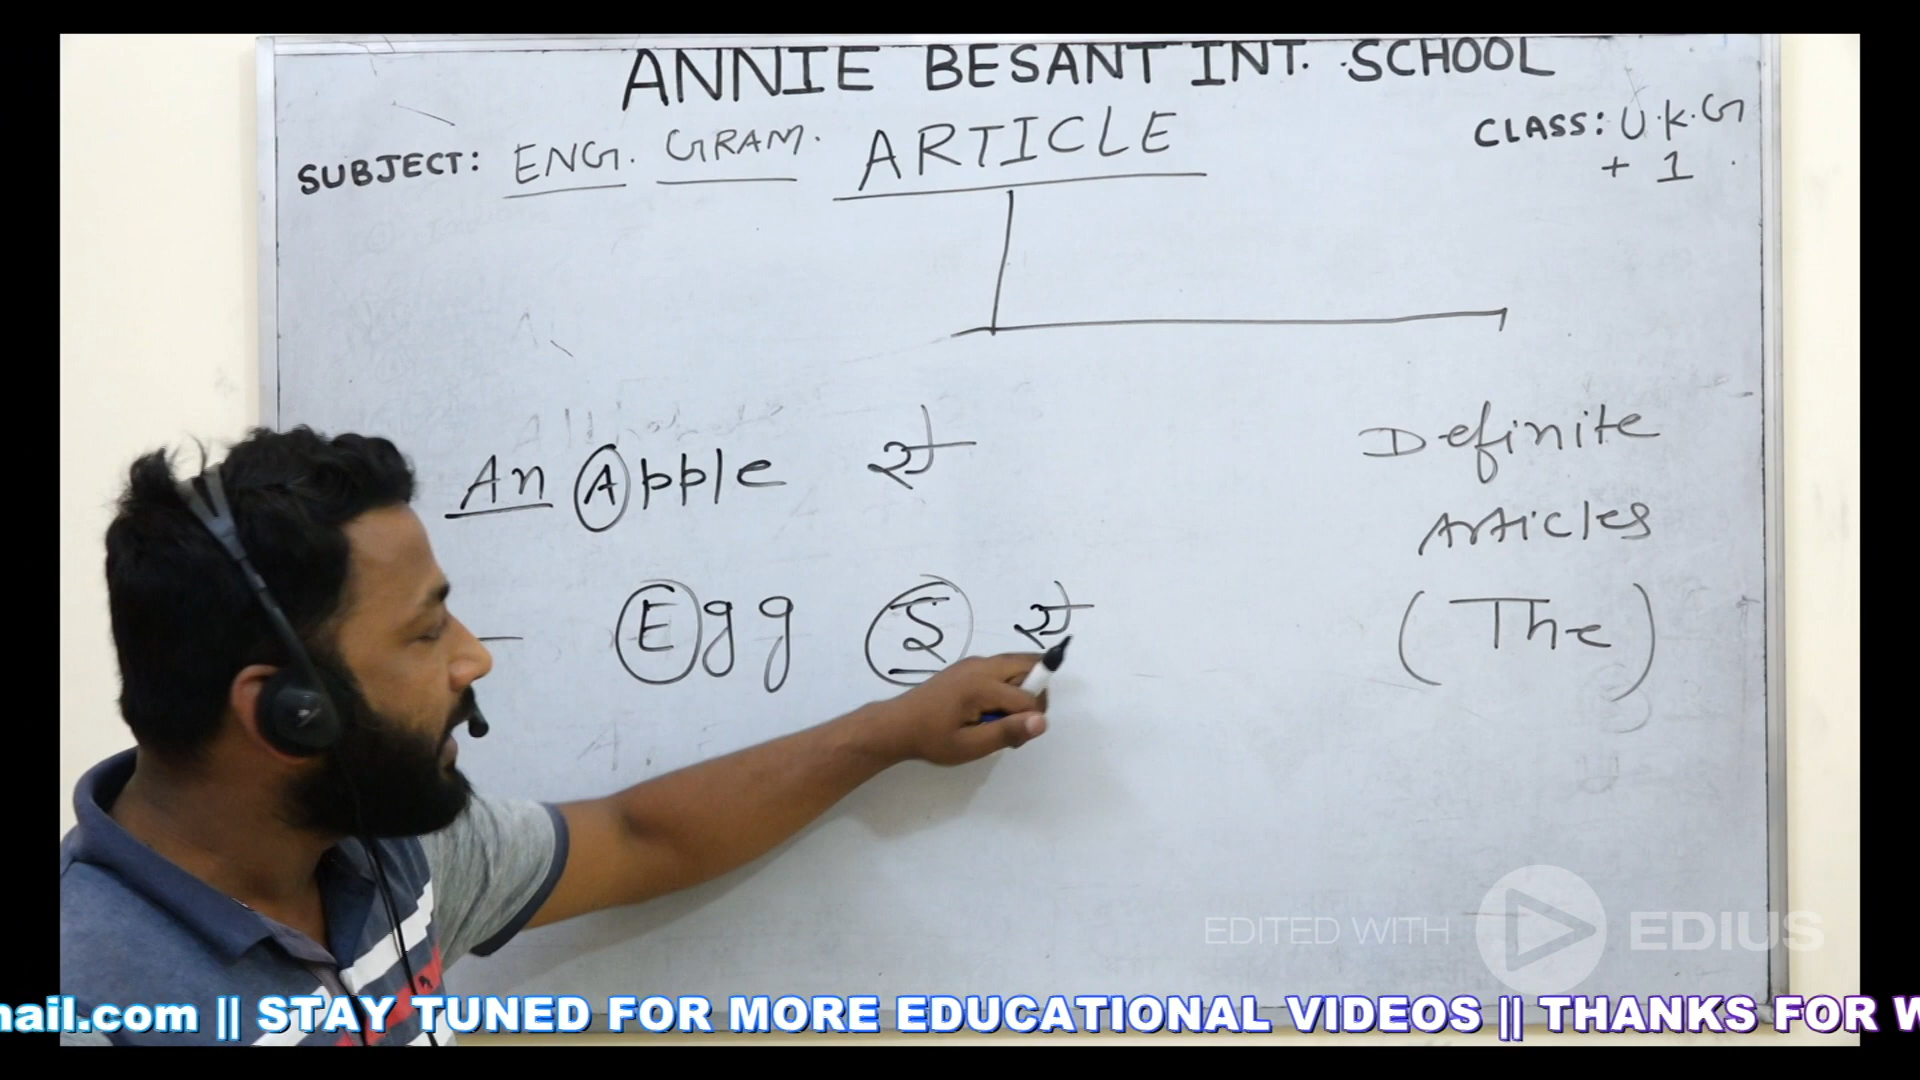 ANNIE BESANT INT. SCHOOL
SUBJECT: ENG. GRAM.
ARTICLE
CLASS: U.K.G
+ 1
An Apple ऐ
Definite
Articles
(The)
Egg इ ऐ
EDITED WITH EDIUS
mail.com || STAY TUNED FOR MORE EDUCATIONAL VIDEOS || THANKS FOR W